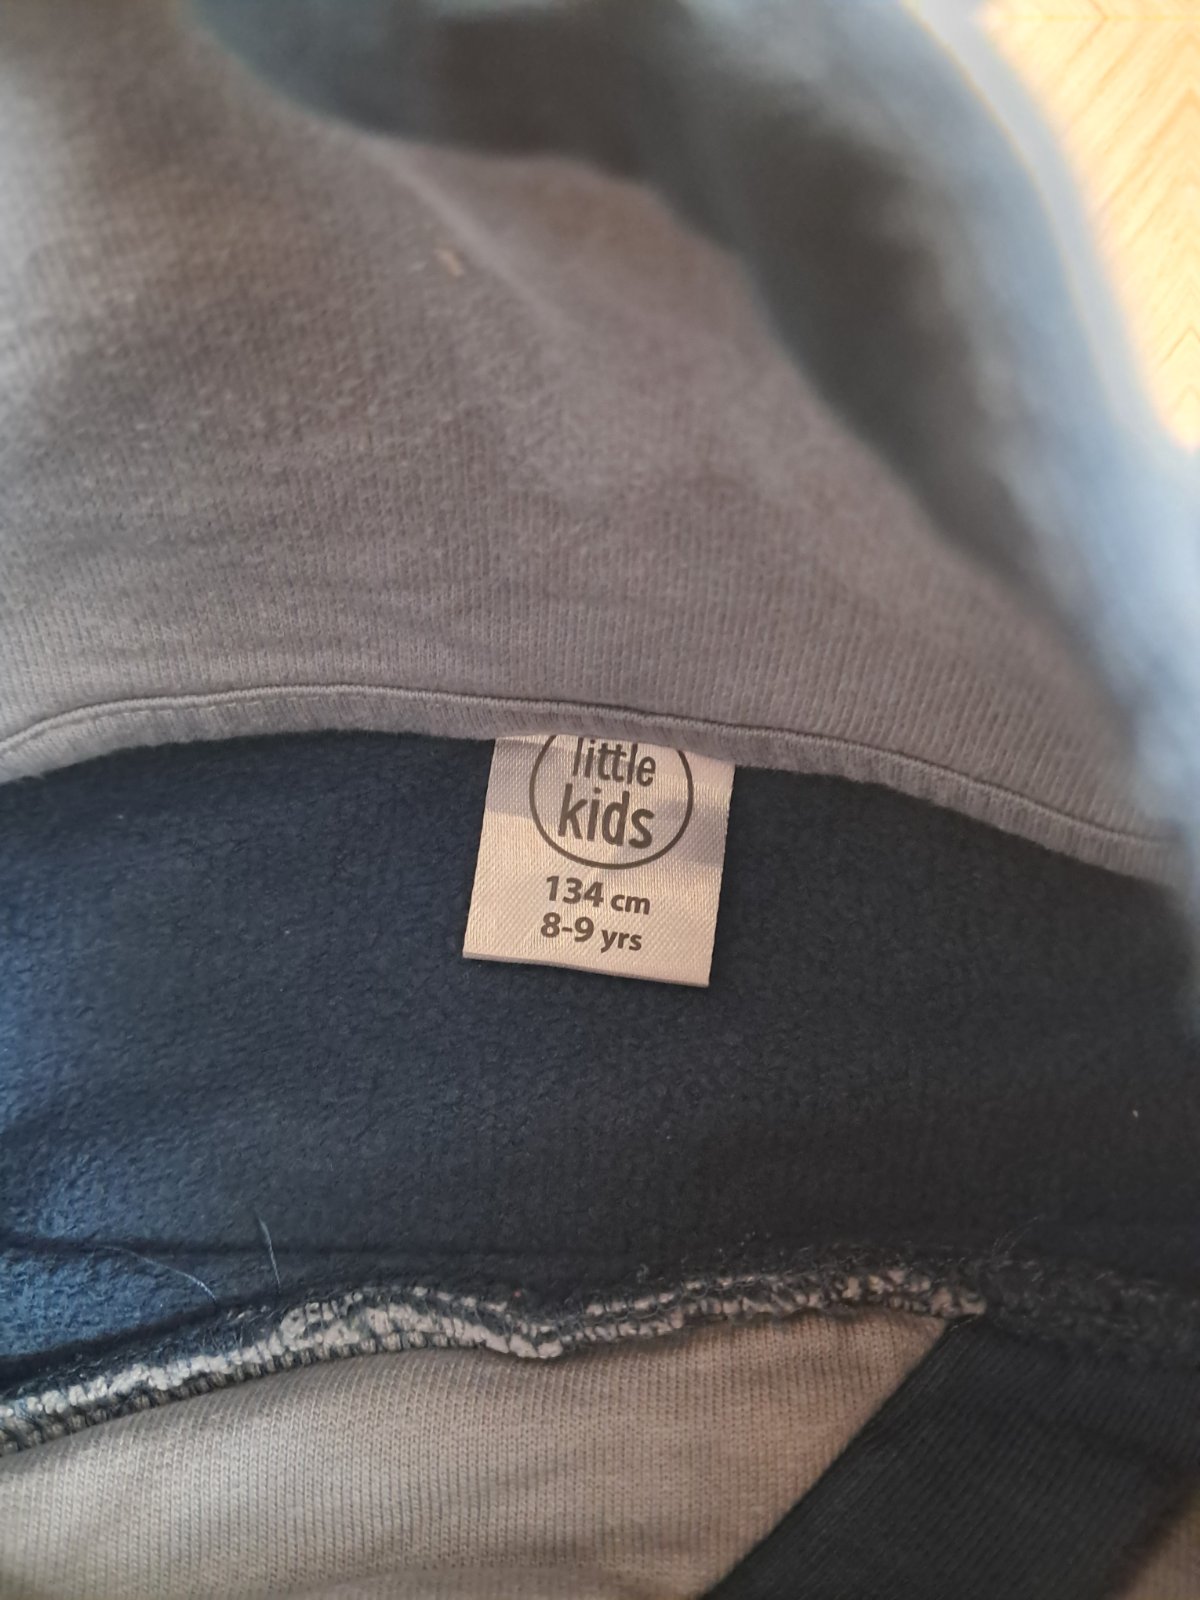 little
kids
134 cm
8-9 yrs